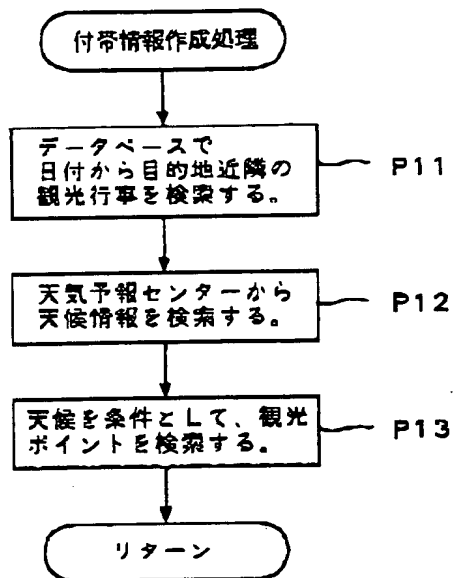 付帯情報作成処理
データベースで
日付から目的地近隣の
観光行事を検索する。
P11
天気予報センターから
天候情報を検索する。
P12
天候を条件として、観光
ポイントを検索する。
P13
リターン